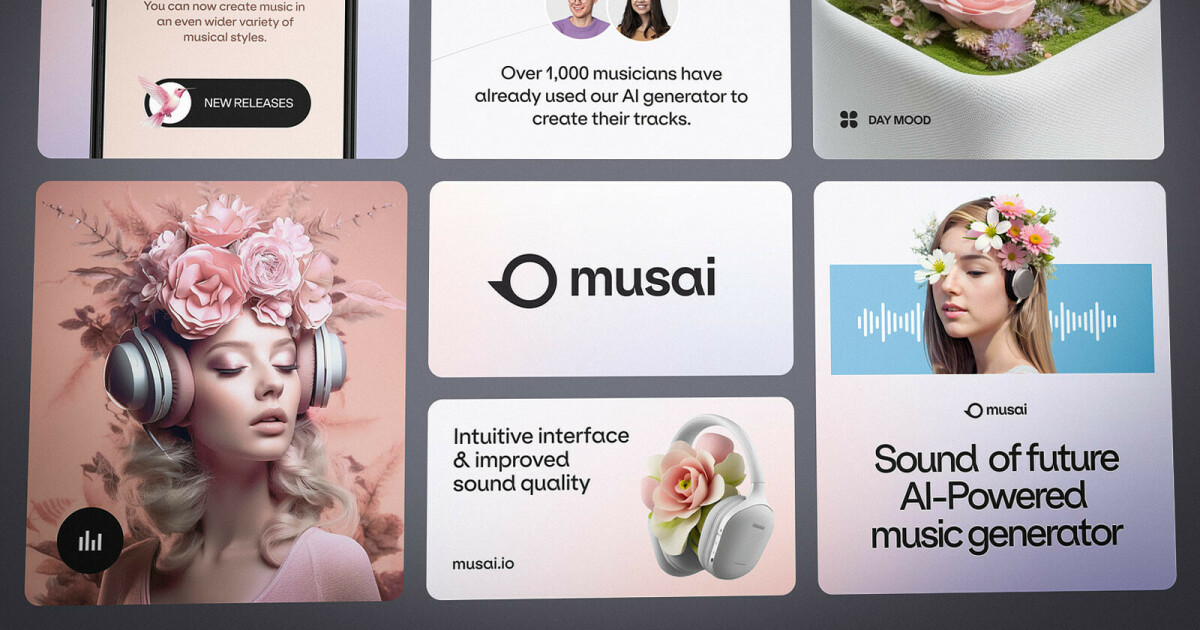 You can now create music in
an even wider variety of
musical styles.
NEW RELEASES
Over 1,000 musicians have
already used our AI generator to
create their tracks.
DAY MOOD
musai
Intuitive interface
& improved
sound quality
musai.io
musai
Sound of future
AI-Powered
music generator